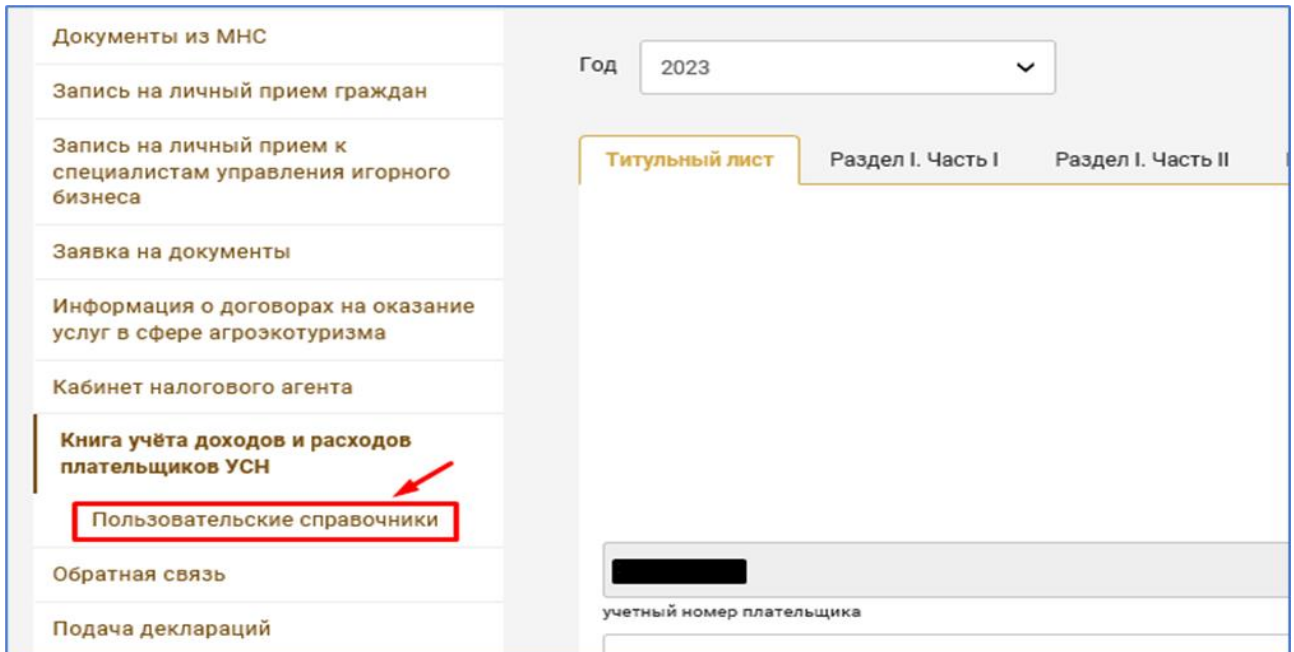 Документы из МНС
Запись на личный прием граждан
Запись на личный прием к
специалистам управления игорного
бизнеса
Заявка на документы
Информация о договорах на оказание
услуг в сфере агроэкотуризма
Кабинет налогового агента
Книга учёта доходов и расходов
плательщиков УСН
Пользовательские справочники
Обратная связь
Подача деклараций
Год 2023
Титульный лист Раздел I. Часть I Раздел I. Часть II
учетный номер плательщика